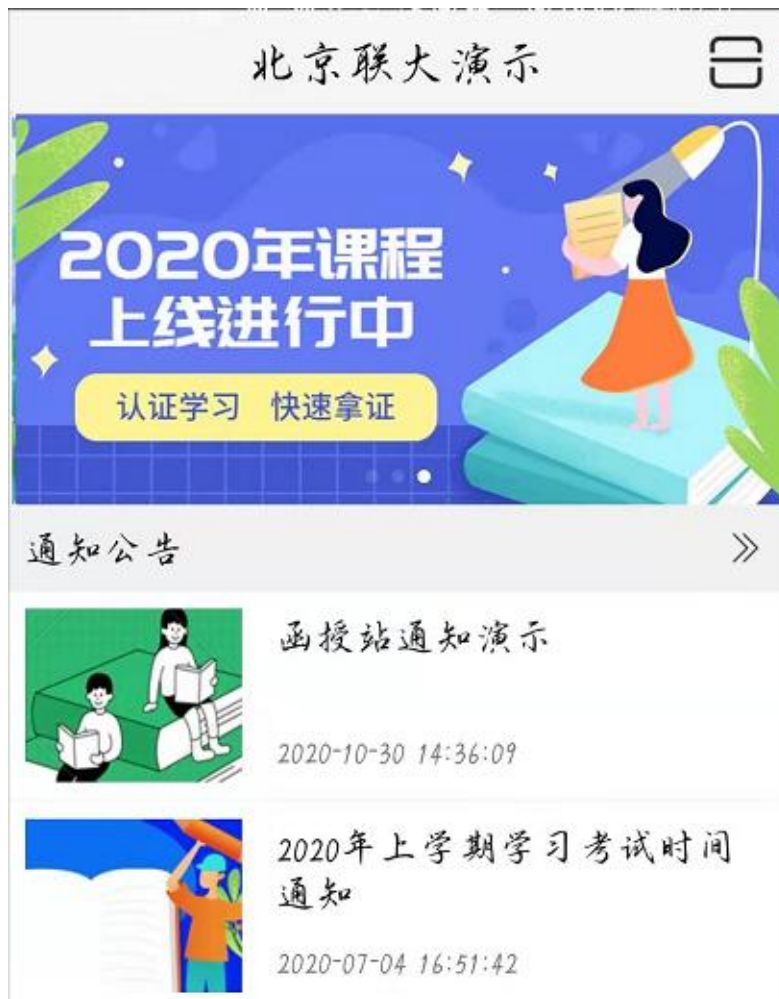 北京联大演示
2020年课程
上线进行中
认证学习 快速拿证
通知公告
函授站通知演示
2020-10-30 14:36:09
2020年上学期学习考试时间
通知
2020-07-04 16:51:42